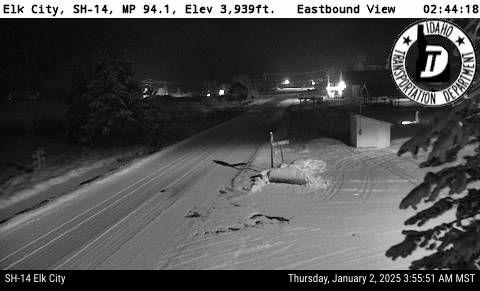 Elk City, SH-14, MP 94.1, Elev 3,939ft. Eastbound View 02:44:18
IDAHO
TRANSPORTATION DEPARTMENT
SH-14 Elk City Thursday, January 2, 2025 3:55:51 AM MST